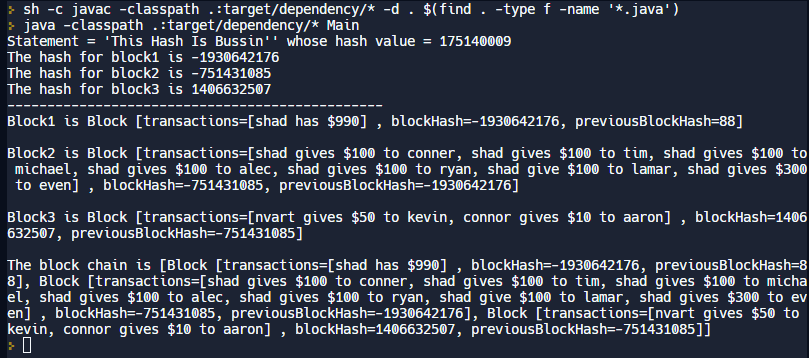 > sh -c javac -classpath .:target/dependency/* -d . $(find . -type f -name '*.java')
> java -classpath .:target/dependency/* Main
Statement = 'This Hash Is Bussin'' whose hash value = 175140009
The hash for block1 is -1930642176
The hash for block2 is -751431085
The hash for block3 is 1406632507
-----------------------------------------------
Block1 is Block [transactions=[shad has $990] , blockHash=-1930642176, previousBlockHash=88]
Block2 is Block [transactions=[shad gives $100 to conner, shad gives $100 to tim, shad gives $100 to
 michael, shad gives $100 to alec, shad gives $100 to ryan, shad give $100 to lamar, shad gives $300
 to even] , blockHash=-751431085, previousBlockHash=-1930642176]
Block3 is Block [transactions=[nvart gives $50 to kevin, connor gives $10 to aaron] , blockHash=1406
632507, previousBlockHash=-751431085]
The block chain is [Block [transactions=[shad has $990] , blockHash=-1930642176, previousBlockHash=8
8], Block [transactions=[shad gives $100 to conner, shad gives $100 to tim, shad gives $100 to micha
el, shad gives $100 to alec, shad gives $100 to ryan, shad give $100 to lamar, shad gives $300 to ev
en] , blockHash=-751431085, previousBlockHash=-1930642176], Block [transactions=[nvart gives $50 to
kevin, connor gives $10 to aaron] , blockHash=1406632507, previousBlockHash=-751431085]]
>